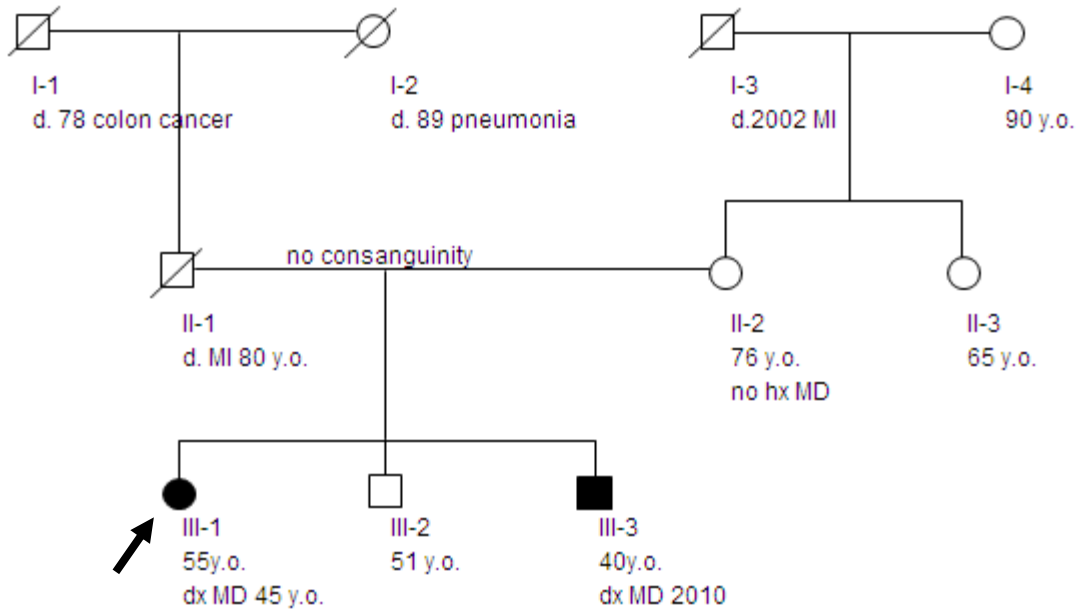 I-1
d. 78 colon cancer
I-2
d. 89 pneumonia
I-3
d.2002 MI
I-4
90 y.o.
no consanguinity
II-1
d. MI 80 y.o.
II-2
76 y.o.
no hx MD
II-3
65 y.o.
III-1
55y.o.
dx MD 45 y.o.
III-2
51 y.o.
III-3
40y.o.
dx MD 2010